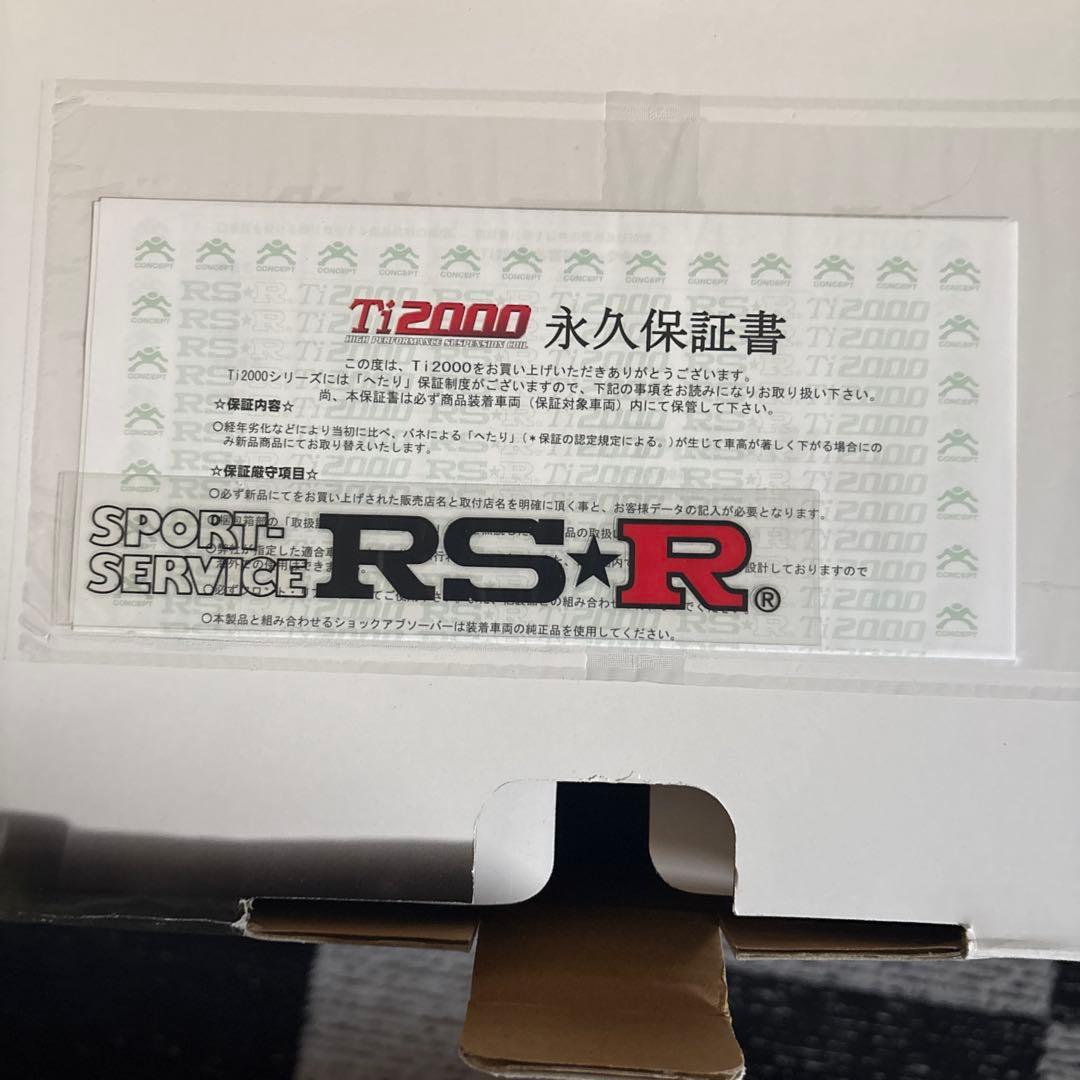 CONCEPT CONCEPT CONCEPT CONCEPT CONCEPT CONCEPT CONCEPT CONCEPT CONCEPT CONCEPT CONCEPT CONCEPT CONCEPT CONCEPT
Ti2000 永久保証書
HIGH PERFORMANCE SUSPENSION COIL
この度は、Ti2000をお買い上げいただきありがとうございます。
Ti2000シリーズには「へたり」保証制度がございますので、下記の事項をお読みになりお取り扱い下さい。
尚、本保証書は必ず商品装着車両（保証対象車両）内にて保管して下さい。
☆保証内容☆
○経年劣化などにより当初に比べ、バネによる「へたり」(＊保証の認定規定による。)が生じて車高が著しく下がる場合にの
み新品商品にてお取り替えいたします。
☆保証厳守項目☆
○必ず新品にてをお買い上げされた販売店名と取付店名を明確に頂く事と、お客様データの記入が必要となります。
SPORT-
SERVICE
RS★R®
設計しておりますので
○本製品と組み合わせるショックアブソーバーは装着車両の純正品を使用してください。